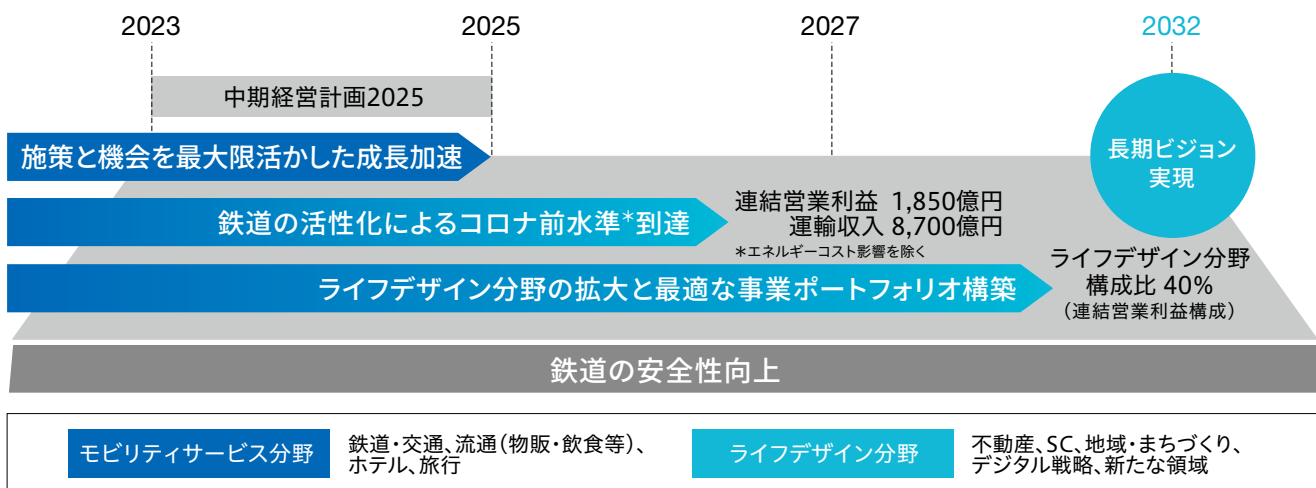 2023
2025
2027
2032
中期経営計画2025
施策と機会を最大限活かした成長加速
長期ビジョン
実現
鉄道の活性化によるコロナ前水準*到達
連結営業利益 1,850億円
運輸収入 8,700億円
*エネルギーコスト影響を除く
ライフデザイン分野の拡大と最適な事業ポートフォリオ構築
ライフデザイン分野
構成比 40%
（連結営業利益構成）
鉄道の安全性向上
モビリティサービス分野
鉄道・交通、流通（物販・飲食等）、
ホテル、旅行
ライフデザイン分野
不動産、SC、地域・まちづくり、
デジタル戦略、新たな領域